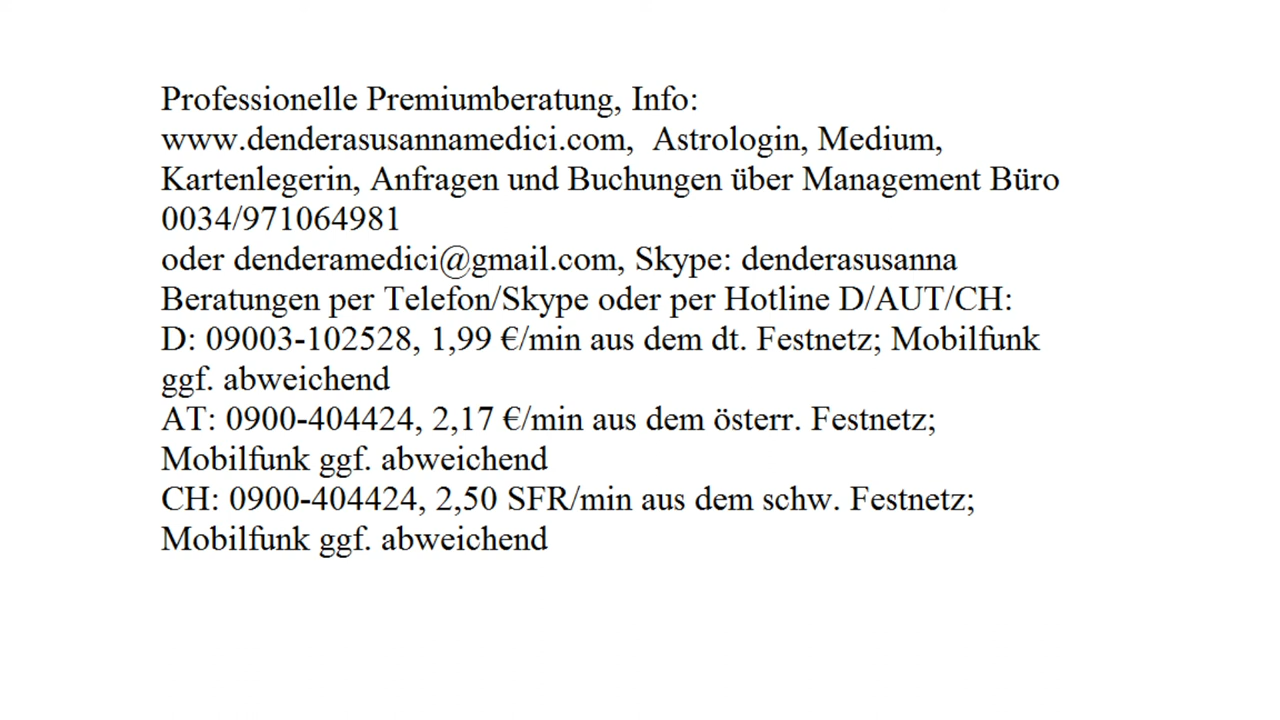 Professionelle Premiumberatung, Info:
www.denderasusannamedici.com,  Astrologin, Medium,
Kartenlegerin, Anfragen und Buchungen über Management Büro
0034/971064981
oder denderamedici@gmail.com, Skype: denderasusanna
Beratungen per Telefon/Skype oder per Hotline D/AUT/CH:
D: 09003-102528, 1,99 €/min aus dem dt. Festnetz; Mobilfunk
ggf. abweichend
AT: 0900-404424, 2,17 €/min aus dem österr. Festnetz;
Mobilfunk ggf. abweichend
CH: 0900-404424, 2,50 SFR/min aus dem schw. Festnetz;
Mobilfunk ggf. abweichend